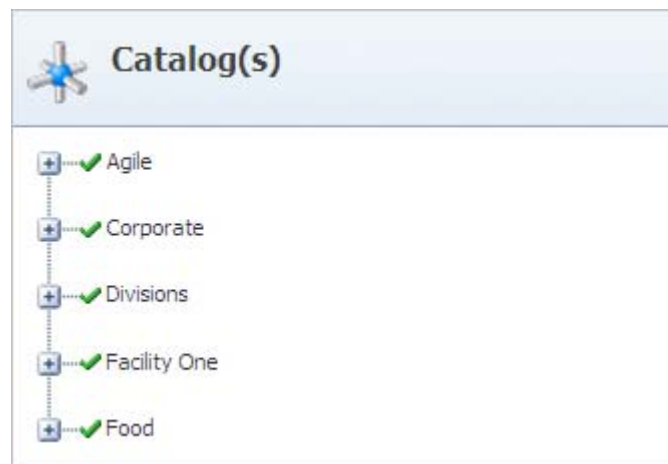 Catalog(s)
Agile
Corporate
Divisions
Facility One
Food